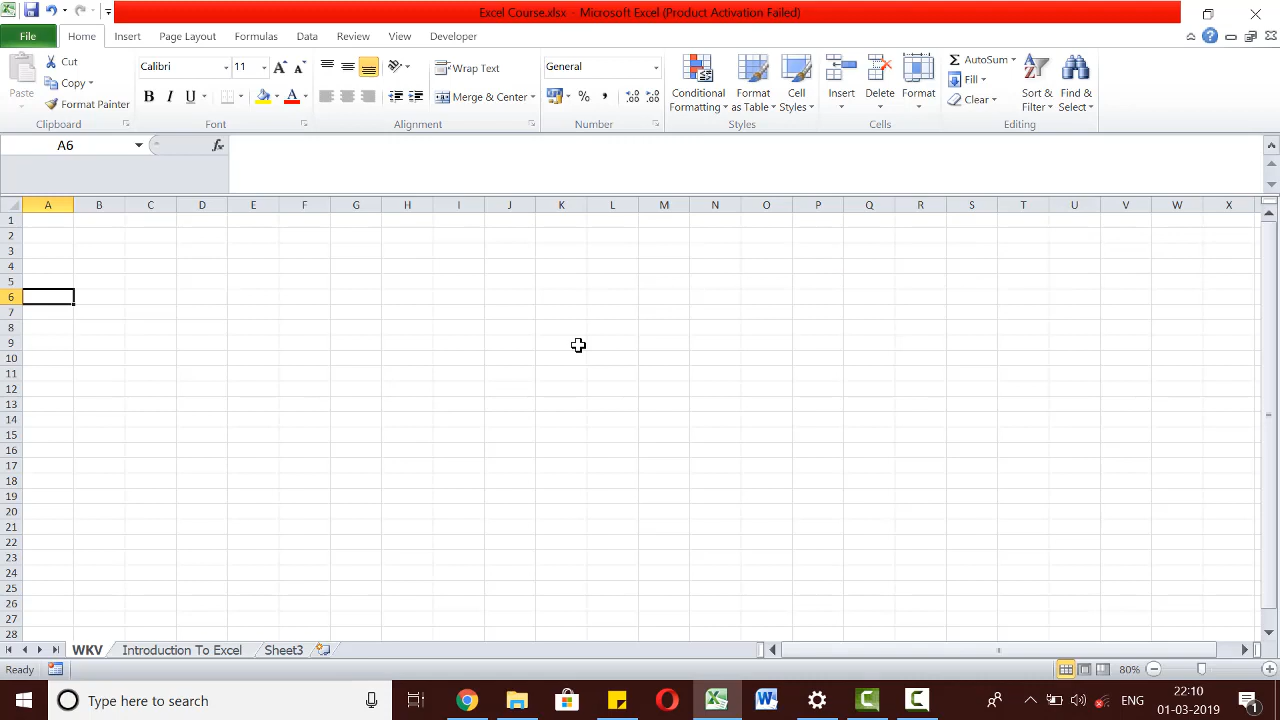 Excel Course.xlsx - Microsoft Excel (Product Activation Failed)
File Home Insert Page Layout Formulas Data Review View Developer
Paste
Cut
Copy
Format Painter
Clipboard
Calibri 11
B I U
Font
Wrap Text
Merge & Center
Alignment
General
%
Number
Conditional Formatting
Format as Table
Cell Styles
Styles
Insert Delete Format
Cells
AutoSum
Fill
Clear
Sort & Filter
Find & Select
Editing
A6 fx
A B C D E F G H I J K L M N O P Q R S T U V W X
1
2
3
4
5
6
7
8
9
10
11
12
13
14
15
16
17
18
19
20
21
22
23
24
25
26
27
28
WKV Introduction To Excel Sheet3
Ready 80%
Type here to search
ENG
22:10
01-03-2019
1